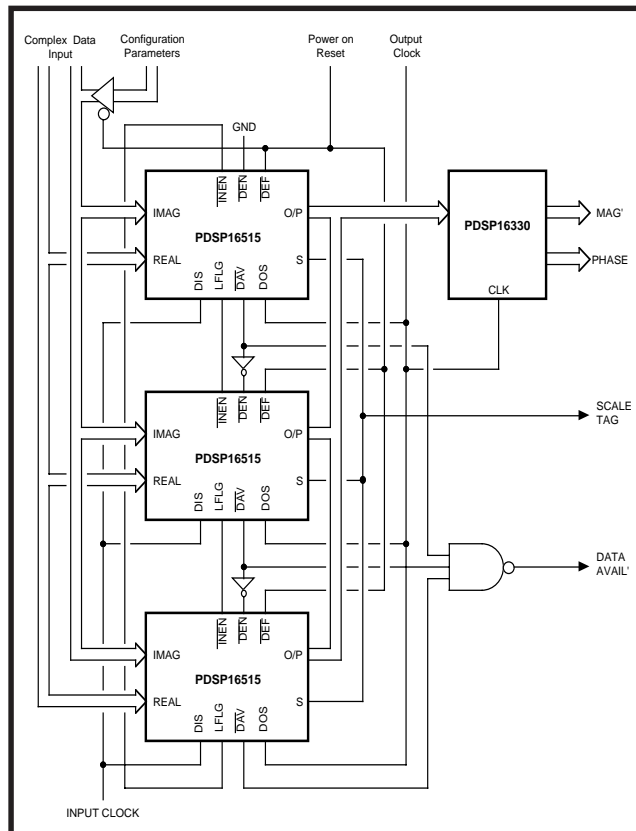 Complex Data
Input
Configuration
Parameters
Power on
Reset
Output
Clock
GND
INEN
DEN
DEF
IMAG
O/P
PDSP16515
REAL
S
DIS
LFLG
DAV
DOS
PDSP16330
MAG'
PHASE
CLK
INEN
DEN
DEF
IMAG
O/P
PDSP16515
REAL
S
DIS
LFLG
DAV
DOS
SCALE
TAG
DATA
AVAIL'
INEN
DEN
DEF
IMAG
O/P
PDSP16515
REAL
S
DIS
LFLG
DAV
DOS
INPUT CLOCK